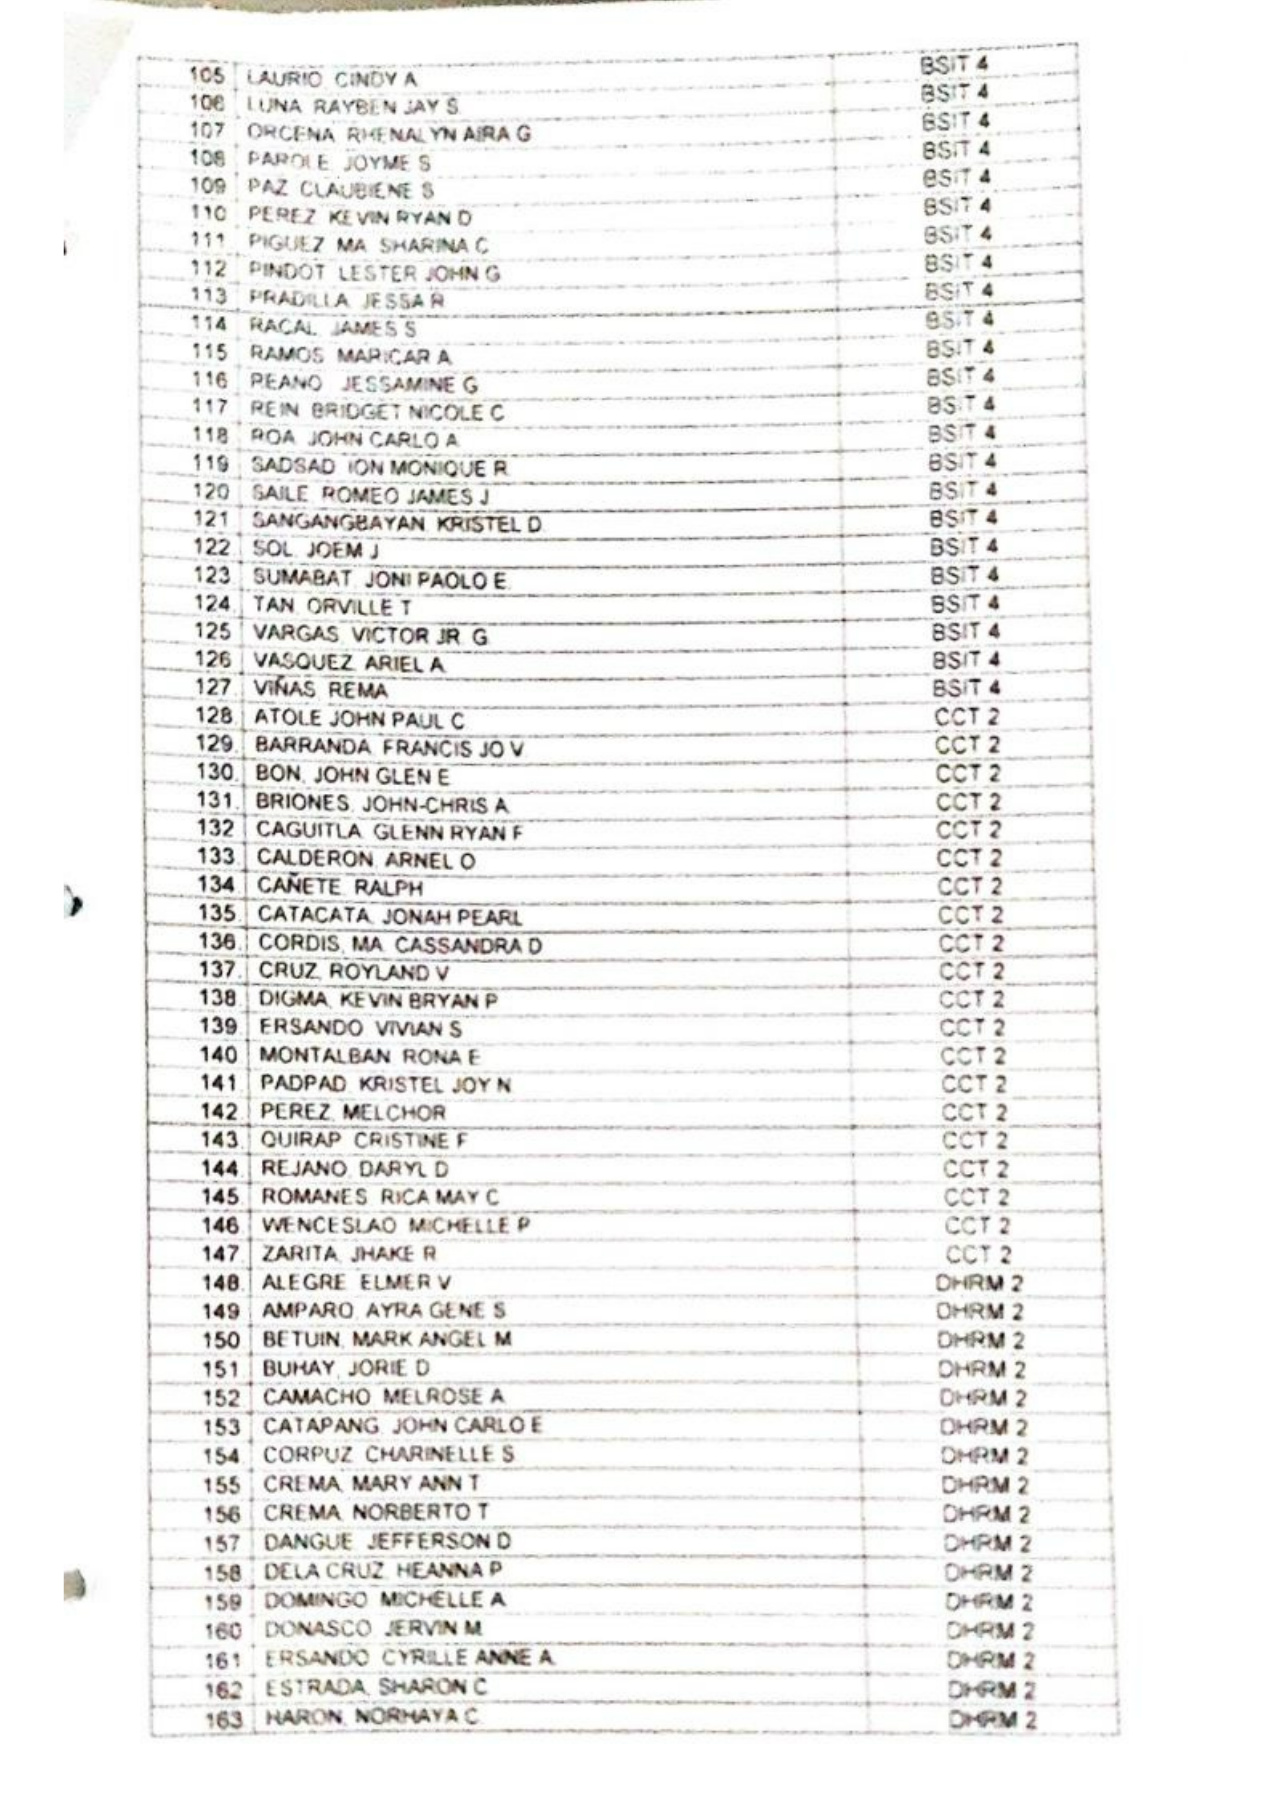 105 LAURIO CINDY A BSIT 4
106 LUNA RAYBEN JAY S BSIT 4
107 ORCENA RHENALYN AIRA G BSIT 4
108 PAROLE JOYME S BSIT 4
109 PAZ CLAUBIENE S BSIT 4
110 PEREZ KEVIN RYAN D BSIT 4
111 PIGUEZ MA SHARINA C BSIT 4
112 PINDOT LESTER JOHN G BSIT 4
113 PRADILLA JESSA R BSIT 4
114 RACAL JAMES S BSIT 4
115 RAMOS MARICAR A BSIT 4
116 REANO JESSAMINE G BSIT 4
117 REIN BRIDGET NICOLE C BSIT 4
118 ROA JOHN CARLO A BSIT 4
119 SADSAD ION MONIQUE R BSIT 4
120 SAILE ROMEO JAMES J BSIT 4
121 SANGANGBAYAN KRISTEL D BSIT 4
122 SOL JOEM J BSIT 4
123 SUMABAT JONI PAOLO E BSIT 4
124. TAN ORVILLE T BSIT 4
125 VARGAS VICTOR JR G BSIT 4
126 VASQUEZ ARIEL A BSIT 4
127. VIÑAS REMA BSIT 4
128. ATOLE JOHN PAUL C CCT 2
129. BARRANDA FRANCIS JO V CCT 2
130. BON, JOHN GLEN E CCT 2
131. BRIONES, JOHN-CHRIS A CCT 2
132 CAGUITLA GLENN RYAN F CCT 2
133. CALDERON ARNEL O CCT 2
134. CAÑETE RALPH CCT 2
135. CATACATA, JONAH PEARL CCT 2
136. CORDIS, MA CASSANDRA D CCT 2
137. CRUZ ROYLAND V CCT 2
138. DIGMA, KEVIN BRYAN P CCT 2
139. ERSANDO VIVIAN S CCT 2
140 MONTALBAN RONA E CCT 2
141. PADPAD KRISTEL JOY N CCT 2
142. PEREZ, MELCHOR CCT 2
143. QUIRAP CRISTINE F CCT 2
144. REJANO, DARYL D CCT 2
145. ROMANES RICA MAY C CCT 2
146 WENCESLAO MICHELLE P CCT 2
147. ZARITA, JHAKE R CCT 2
148. ALEGRE ELMER V DHRM 2
149 AMPARO, AYRA GENE S DHRM 2
150 BETUIN, MARK ANGEL M DHRM 2
151 BUHAY, JORIE D DHRM 2
152 CAMACHO MELROSE A DHRM 2
153 CATAPANG JOHN CARLO E DHRM 2
154 CORPUZ CHARINELLE S DHRM 2
155 CREMA, MARY ANN T DHRM 2
156 CREMA NORBERTO T DHRM 2
157 DANGUE JEFFERSON D DHRM 2
158 DELA CRUZ HEANNA P DHRM 2
159 DOMINGO MICHELLE A DHRM 2
160 DONASCO JERVIN M DHRM 2
161 ERSANDO CYRILLE ANNE A DHRM 2
162 ESTRADA, SHARON C DHRM 2
163 HARON, NORHAYA C DHRM 2